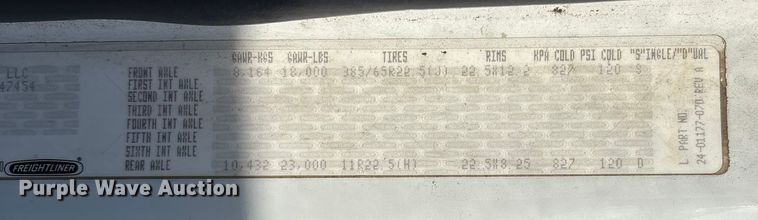 GAWR-KGS GAWR-LBS TIRES RIMS KPA COLD PSI COLD "S"INGLE/"D"UAL
LLC FRONT AXLE 8,164 18,000 385/65R22.5(J) 22.5X12.2 827 120 S
47454 FIRST INT AXLE
SECOND INT AXLE
THIRD INT AXLE
FOURTH INT AXLE
FIFTH INT AXLE
SIXTH INT AXLE
FREIGHTLINER REAR AXLE 10,432 23,000 11R22.5(H) 22.5X8.25 827 120 D
L PART NO:
24-01177-070-REV A
Purple Wave Auction